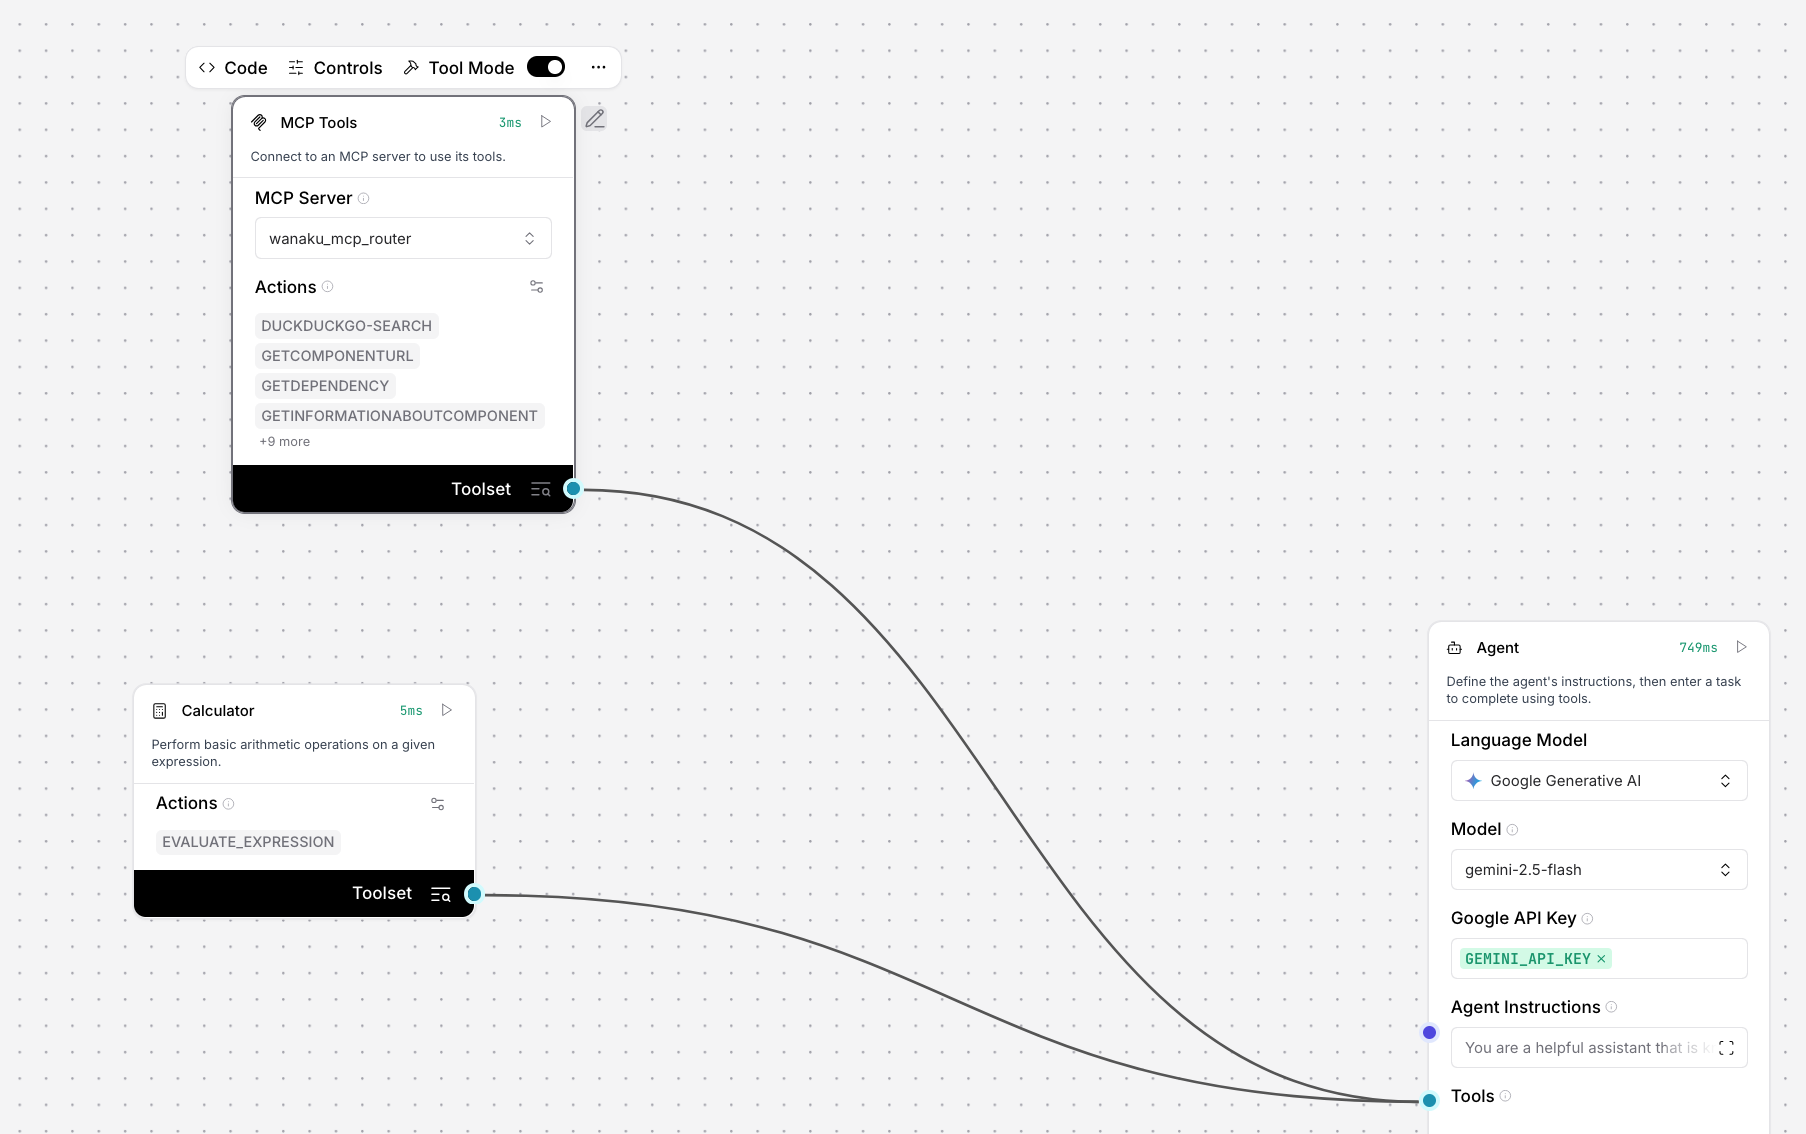 Code Controls Tool Mode
MCP Tools 3ms
Connect to an MCP server to use its tools.
MCP Server
wanaku_mcp_router
Actions
DUCKDUCKGO-SEARCH
GETCOMPONENTURL
GETDEPENDENCY
GETINFORMATIONABOUTCOMPONENT
+9 more
Toolset
Calculator 5ms
Perform basic arithmetic operations on a given
expression.
Actions
EVALUATE_EXPRESSION
Toolset
Agent 749ms
Define the agent's instructions, then enter a task
to complete using tools.
Language Model
Google Generative AI
Model
gemini-2.5-flash
Google API Key
GEMINI_API_KEY ×
Agent Instructions
You are a helpful assistant that is
Tools